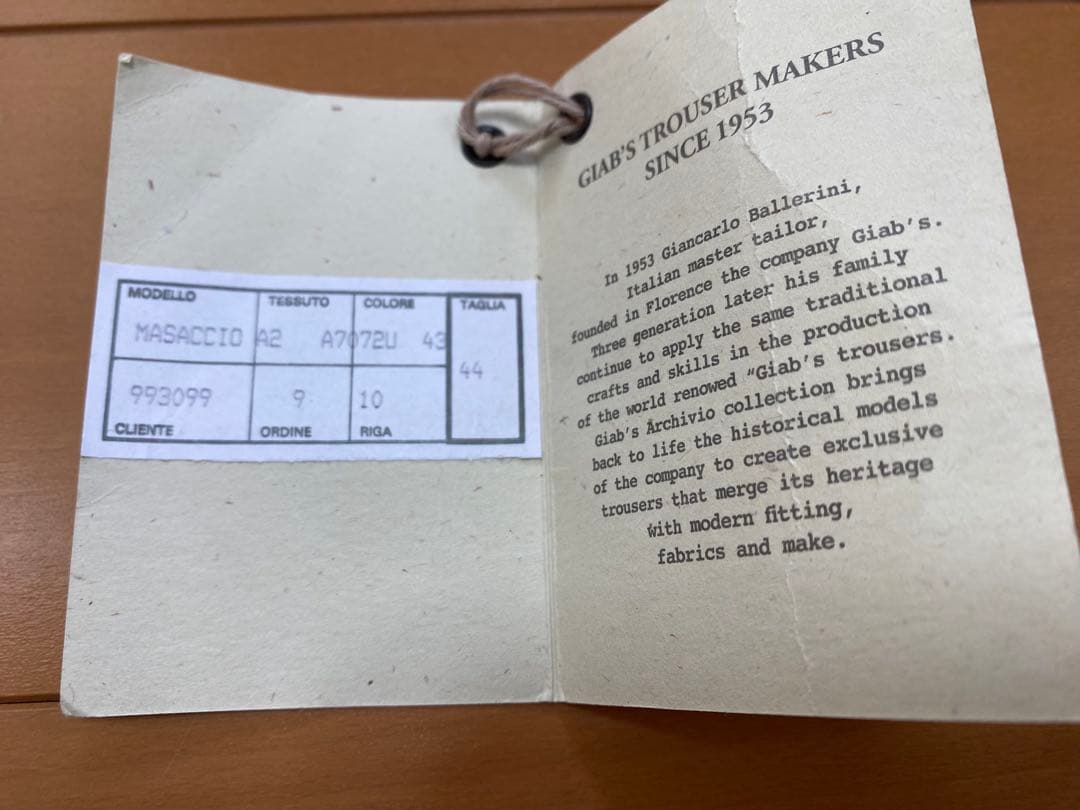 MODELLO TESSUTO COLORE TAGLIA
MASACCIO A2 A7072U 43
44
993099 9 10
CLIENTE ORDINE RIGA
GIAB'S TROUSER MAKERS
SINCE 1953
In 1953 Giancarlo Ballerini,
Italian master tailor,
founded in Florence the company Giab's.
Three generation later his family
continue to apply the same traditional
crafts and skills in the production
of the world renowed "Giab's trousers.
Giab's Archivio collection brings
back to life the historical models
of the company to create exclusive
trousers that merge its heritage
with modern fitting,
fabrics and make.